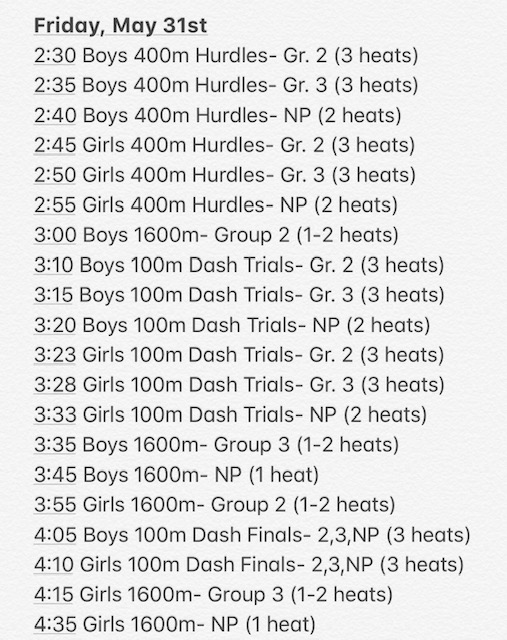 Friday, May 31st
2:30 Boys 400m Hurdles- Gr. 2 (3 heats)
2:35 Boys 400m Hurdles- Gr. 3 (3 heats)
2:40 Boys 400m Hurdles- NP (2 heats)
2:45 Girls 400m Hurdles- Gr. 2 (3 heats)
2:50 Girls 400m Hurdles- Gr. 3 (3 heats)
2:55 Girls 400m Hurdles- NP (2 heats)
3:00 Boys 1600m- Group 2 (1-2 heats)
3:10 Boys 100m Dash Trials- Gr. 2 (3 heats)
3:15 Boys 100m Dash Trials- Gr. 3 (3 heats)
3:20 Boys 100m Dash Trials- NP (2 heats)
3:23 Girls 100m Dash Trials- Gr. 2 (3 heats)
3:28 Girls 100m Dash Trials- Gr. 3 (3 heats)
3:33 Girls 100m Dash Trials- NP (2 heats)
3:35 Boys 1600m- Group 3 (1-2 heats)
3:45 Boys 1600m- NP (1 heat)
3:55 Girls 1600m- Group 2 (1-2 heats)
4:05 Boys 100m Dash Finals- 2,3,NP (3 heats)
4:10 Girls 100m Dash Finals- 2,3,NP (3 heats)
4:15 Girls 1600m- Group 3 (1-2 heats)
4:35 Girls 1600m- NP (1 heat)